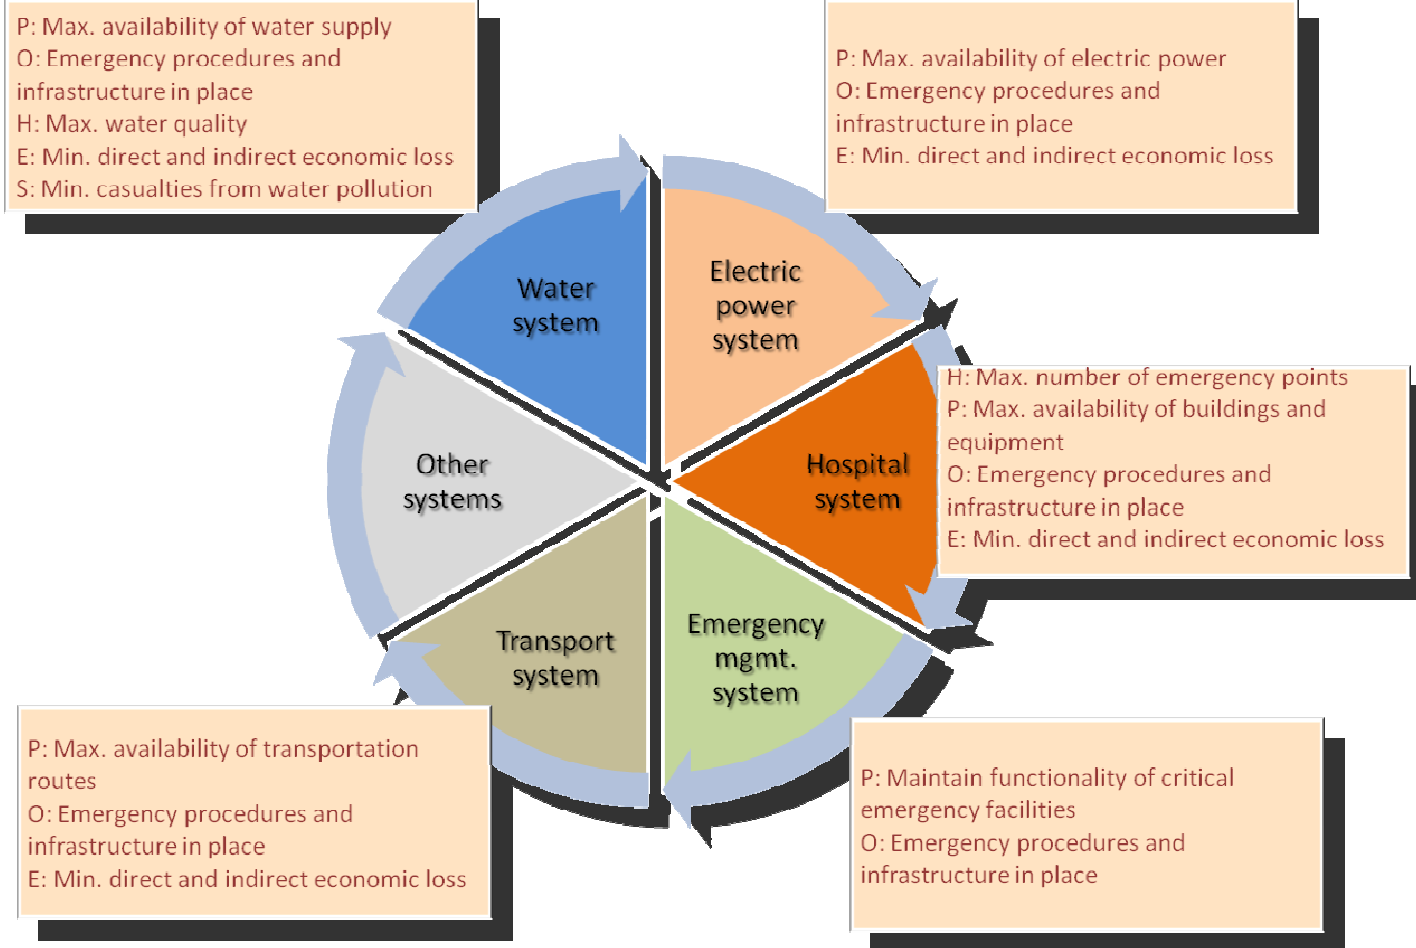 P: Max. availability of water supply
O: Emergency procedures and
infrastructure in place
H: Max. water quality
E: Min. direct and indirect economic loss
S: Min. casualties from water pollution
P: Max. availability of electric power
O: Emergency procedures and
infrastructure in place
E: Min. direct and indirect economic loss
Water
system
Electric
power
system
H: Max. number of emergency points
P: Max. availability of buildings and
equipment
O: Emergency procedures and
infrastructure in place
E: Min. direct and indirect economic loss
Other
systems
Hospital
system
Transport
system
Emergency
mgmt.
system
P: Max. availability of transportation
routes
O: Emergency procedures and
infrastructure in place
E: Min. direct and indirect economic loss
P: Maintain functionality of critical
emergency facilities
O: Emergency procedures and
infrastructure in place